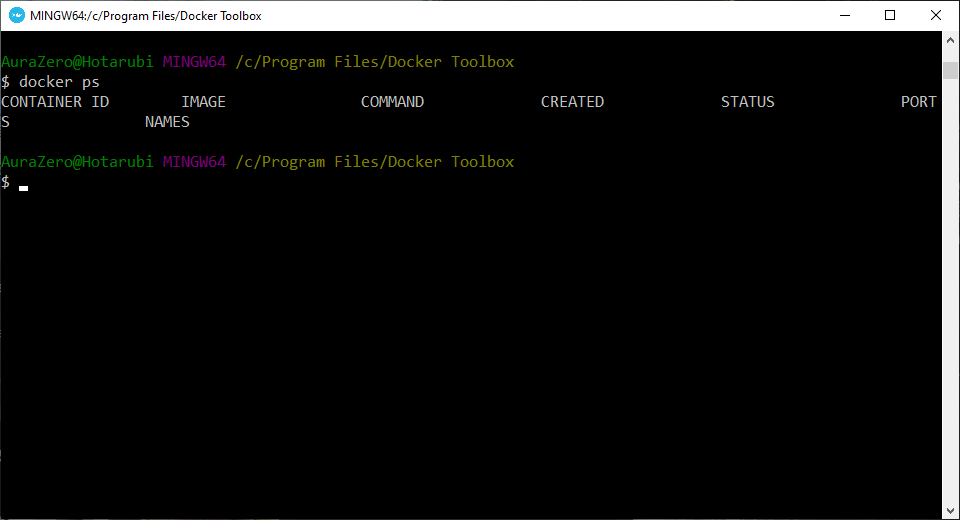 MINGW64:/c/Program Files/Docker Toolbox
AuraZero@Hotarubi MINGW64 /c/Program Files/Docker Toolbox
$ docker ps
CONTAINER ID        IMAGE               COMMAND             CREATED             STATUS              PORT
S               NAMES
AuraZero@Hotarubi MINGW64 /c/Program Files/Docker Toolbox
$